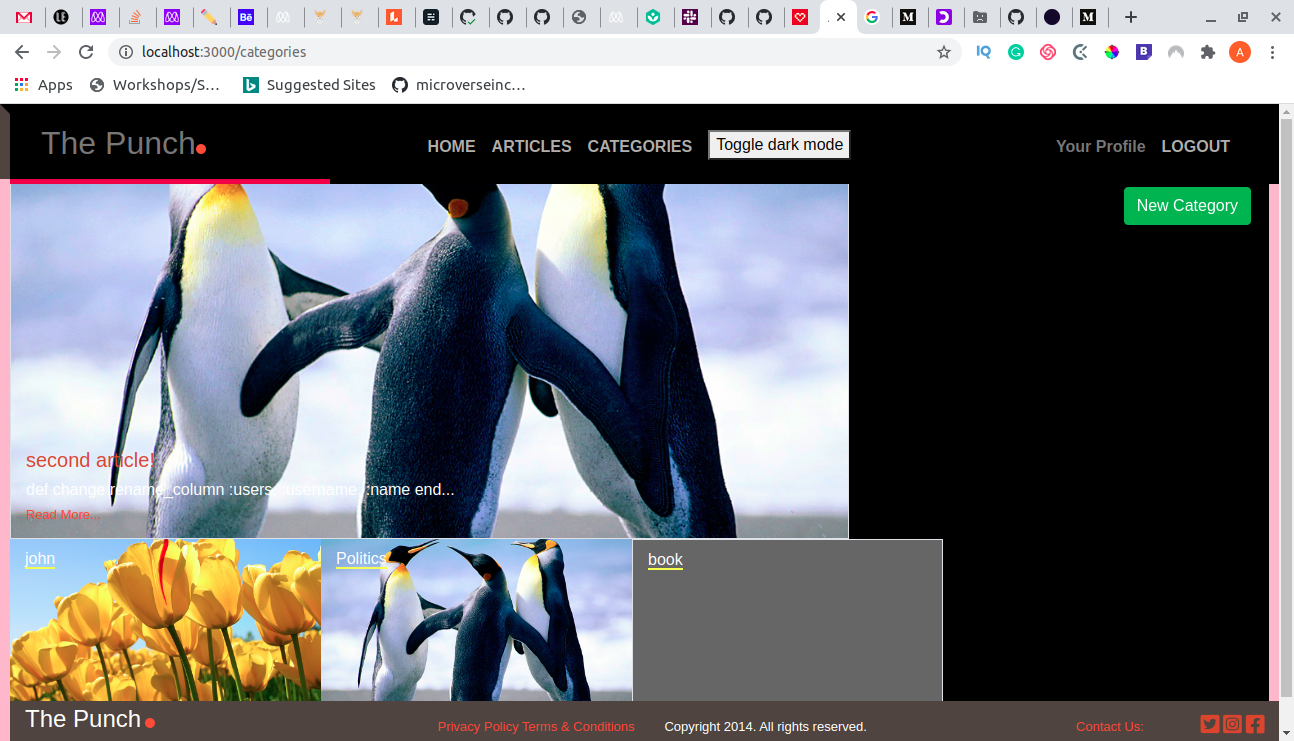 localhost:3000/categories
Apps
Workshops/S...
Suggested Sites
microverseinc...
The Punch
HOME ARTICLES CATEGORIES Toggle dark mode
Your Profile LOGOUT
New Category
second article!
def change rename_column :users, :username, :name end...
Read More...
john
Politics
book
The Punch
Privacy Policy Terms & Conditions
Copyright 2014. All rights reserved.
Contact Us: